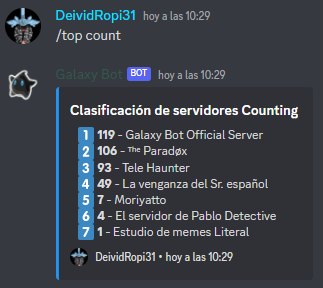 DeividRopi31 hoy a las 10:29
/top count
Galaxy Bot BOT hoy a las 10:29
Clasificación de servidores Counting
1 119 - Galaxy Bot Official Server
2 106 - ᵀʰᵉ Paradøx
3 93 - Tele Haunter
4 49 - La venganza del Sr. español
5 7 - Moriyatto
6 4 - El servidor de Pablo Detective
7 1 - Estudio de memes Literal
DeividRopi31 • hoy a las 10:29